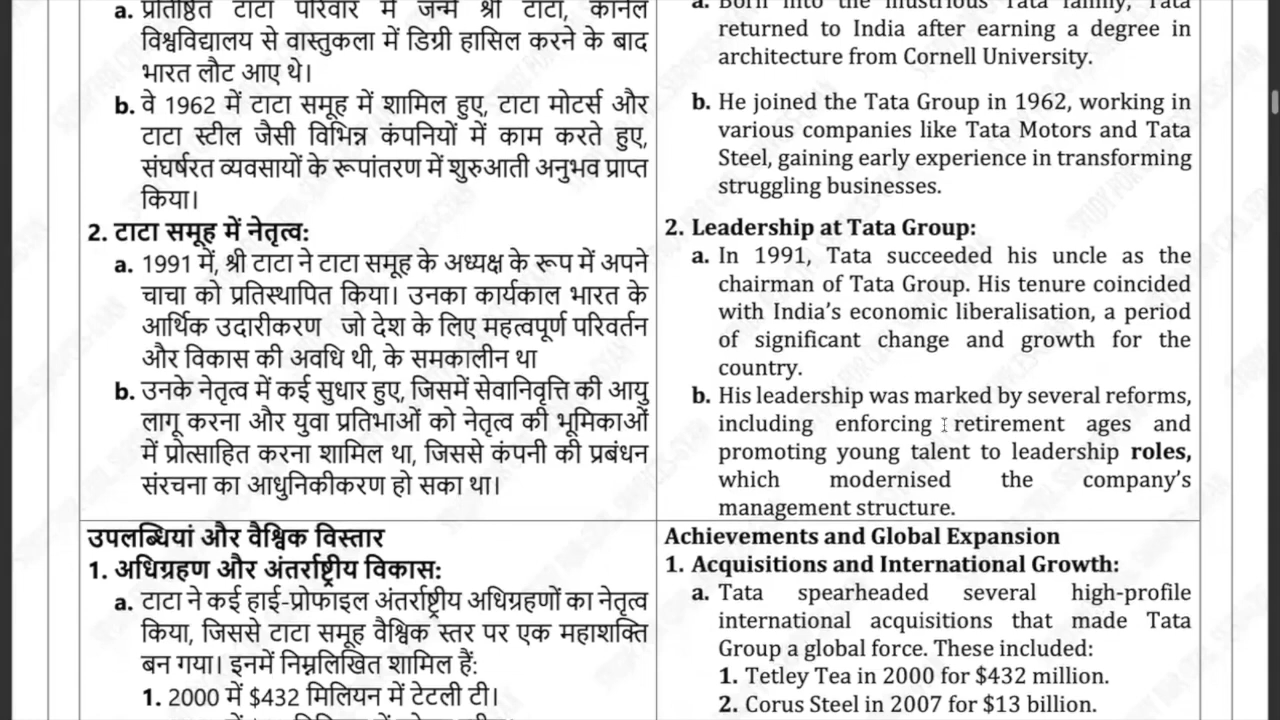 a. प्रतिष्ठित टाटा परिवार में जन्मे श्री टाटा, कॉर्नेल
विश्वविद्यालय से वास्तुकला में डिग्री हासिल करने के बाद
भारत लौट आए थे।
b. वे 1962 में टाटा समूह में शामिल हुए, टाटा मोटर्स और
टाटा स्टील जैसी विभिन्न कंपनियों में काम करते हुए,
संघर्षरत व्यवसायों के रूपांतरण में शुरुआती अनुभव प्राप्त
किया।
2. टाटा समूह में नेतृत्व:
a. 1991 में, श्री टाटा ने टाटा समूह के अध्यक्ष के रूप में अपने
चाचा को प्रतिस्थापित किया। उनका कार्यकाल भारत के
आर्थिक उदारीकरण जो देश के लिए महत्वपूर्ण परिवर्तन
और विकास की अवधि थी, के समकालीन था
b. उनके नेतृत्व में कई सुधार हुए, जिसमें सेवानिवृत्ति की आयु
लागू करना और युवा प्रतिभाओं को नेतृत्व की भूमिकाओं
में प्रोत्साहित करना शामिल था, जिससे कंपनी की प्रबंधन
संरचना का आधुनिकीकरण हो सका था।
उपलब्धियां और वैश्विक विस्तार
1. अधिग्रहण और अंतर्राष्ट्रीय विकास:
a. टाटा ने कई हाई-प्रोफाइल अंतर्राष्ट्रीय अधिग्रहणों का नेतृत्व
किया, जिससे टाटा समूह वैश्विक स्तर पर एक महाशक्ति
बन गया। इनमें निम्नलिखित शामिल हैं:
1. 2000 में $432 मिलियन में टेटली टी।
a. Born into the illustrious Tata family, Tata
returned to India after earning a degree in
architecture from Cornell University.
b. He joined the Tata Group in 1962, working in
various companies like Tata Motors and Tata
Steel, gaining early experience in transforming
struggling businesses.
2. Leadership at Tata Group:
a. In 1991, Tata succeeded his uncle as the
chairman of Tata Group. His tenure coincided
with India’s economic liberalisation, a period
of significant change and growth for the
country.
b. His leadership was marked by several reforms,
including enforcing retirement ages and
promoting young talent to leadership roles,
which modernised the company’s
management structure.
Achievements and Global Expansion
1. Acquisitions and International Growth:
a. Tata spearheaded several high-profile
international acquisitions that made Tata
Group a global force. These included:
1. Tetley Tea in 2000 for $432 million.
2. Corus Steel in 2007 for $13 billion.